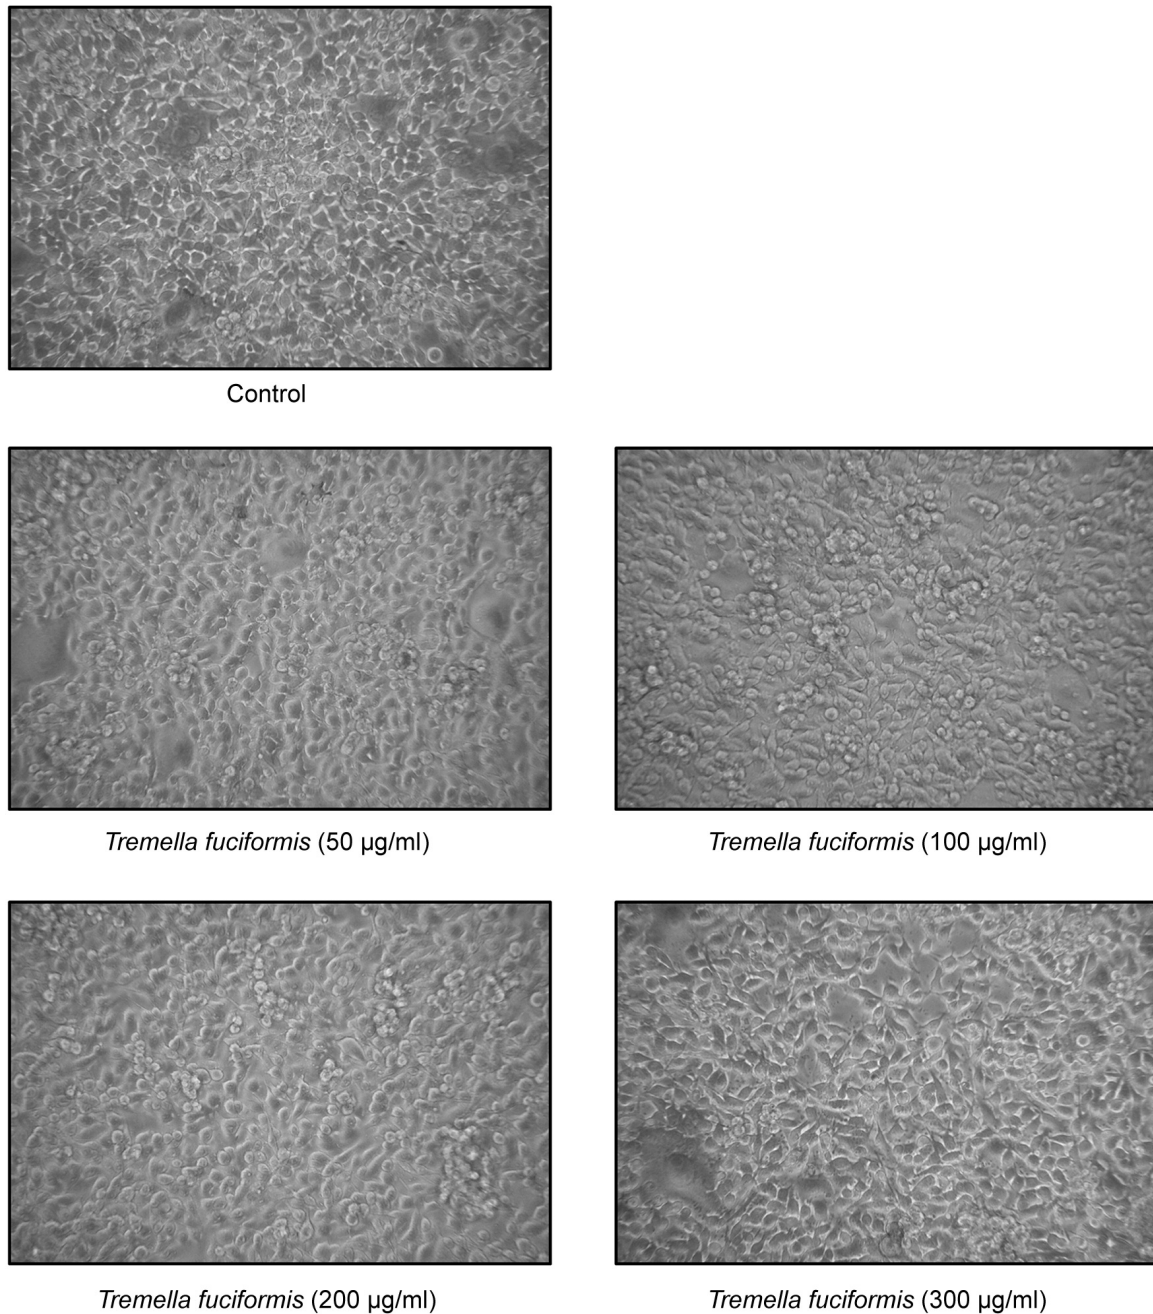 Control
Tremella fuciformis (50 µg/ml)
Tremella fuciformis (100 µg/ml)
Tremella fuciformis (200 µg/ml)
Tremella fuciformis (300 µg/ml)